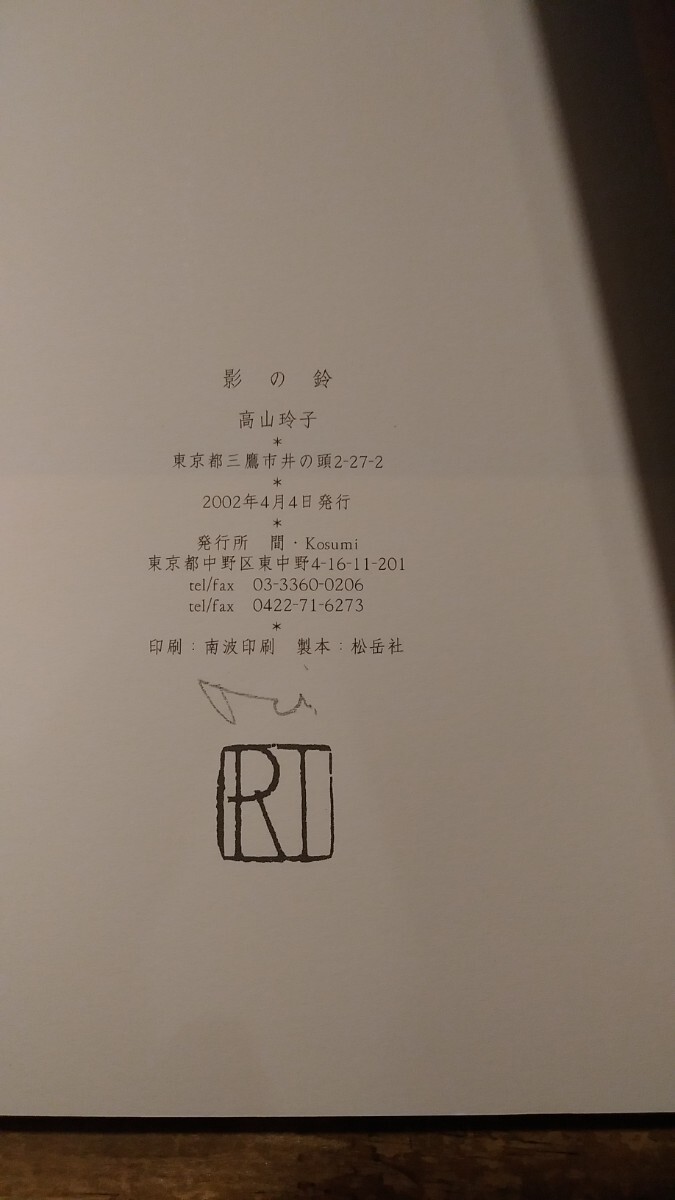 影の鈴
高山玲子
*
東京都三鷹市井の頭2-27-2
*
2002年4月4日発行
*
発行所　間・Kosumi
東京都中野区東中野4-16-11-201
tel/fax　03-3360-0206
tel/fax　0422-71-6273
*
印刷：南波印刷　製本：松岳社
RT